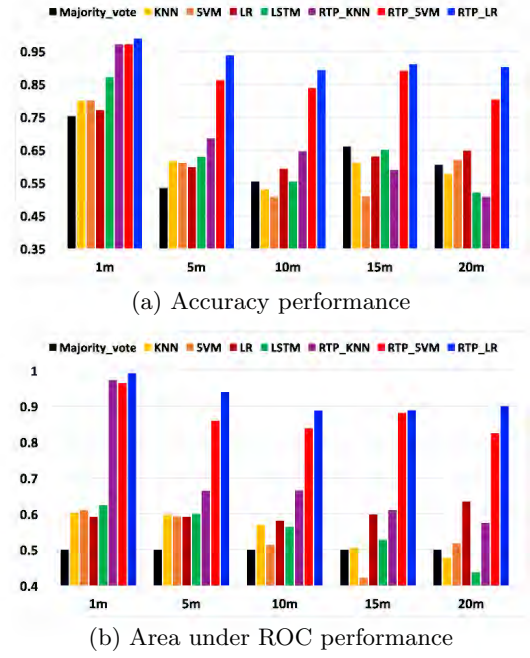 Majority_vote KNN SVM LR LSTM RTP_KNN RTP_SVM RTP_LR
0.95
0.85
0.75
0.65
0.55
0.45
0.35
1m 5m 10m 15m 20m
(a) Accuracy performance
Majority_vote KNN SVM LR LSTM RTP_KNN RTP_SVM RTP_LR
1
0.9
0.8
0.7
0.6
0.5
0.4
1m 5m 10m 15m 20m
(b) Area under ROC performance